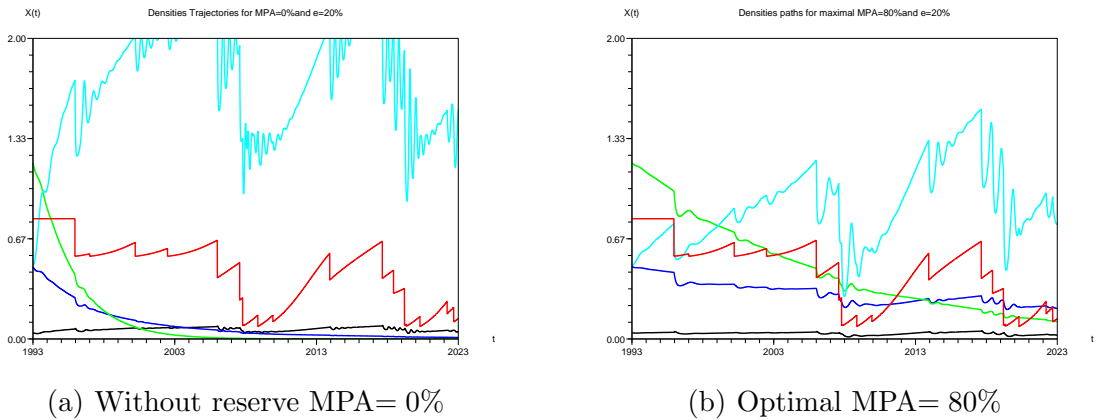 X(t)
Densities Trajectories for MPA=0%and e=20%
2.00
1.33
0.67
0.00
1993
2003
2013
2023
t
(a) Without reserve MPA= 0%
X(t)
Densities paths for maximal MPA=80%and e=20%
2.00
1.33
0.67
0.00
1993
2003
2013
2023
t
(b) Optimal MPA= 80%